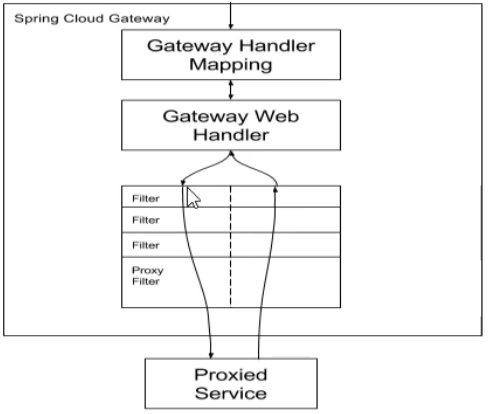 Spring Cloud Gateway
Gateway Handler
Mapping
Gateway Web
Handler
Filter
Filter
Filter
Proxy
Filter
Proxied
Service